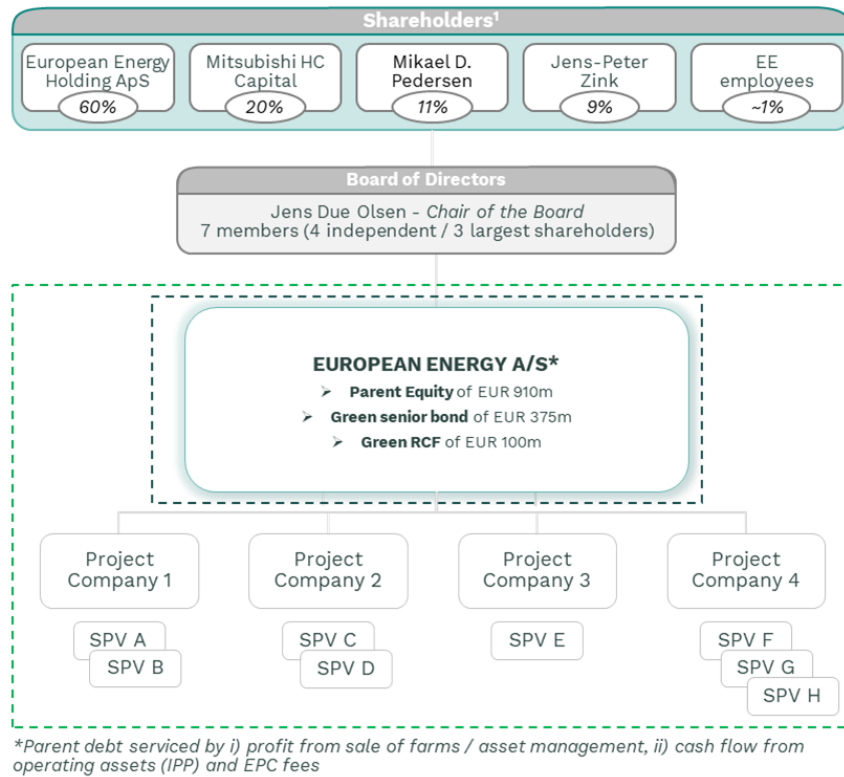 Shareholders¹
European Energy
Holding ApS
60%
Mitsubishi HC
Capital
20%
Mikael D.
Pedersen
11%
Jens-Peter
Zink
9%
EE
employees
~1%
Board of Directors
Jens Due Olsen - Chair of the Board
7 members (4 independent / 3 largest shareholders)
EUROPEAN ENERGY A/S*
➤ Parent Equity of EUR 910m
➤ Green senior bond of EUR 375m
➤ Green RCF of EUR 100m
Project
Company 1
SPV A
SPV B
Project
Company 2
SPV C
SPV D
Project
Company 3
SPV E
Project
Company 4
SPV F
SPV G
SPV H
*Parent debt serviced by i) profit from sale of farms / asset management, ii) cash flow from
operating assets (IPP) and EPC fees